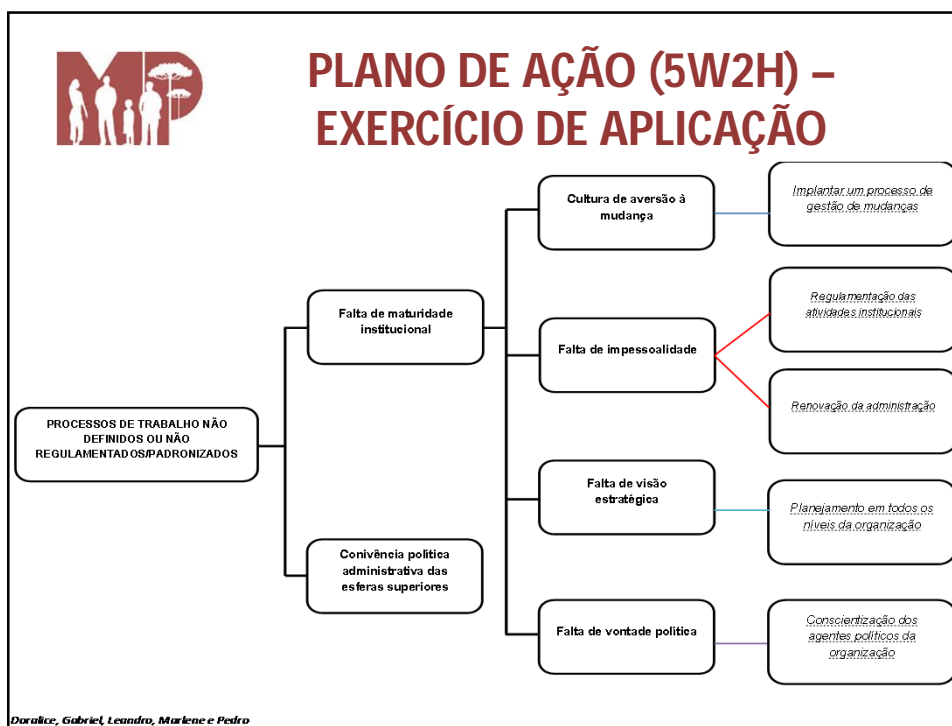 MP
PLANO DE AÇÃO (5W2H) –
EXERCÍCIO DE APLICAÇÃO
PROCESSOS DE TRABALHO NÃO
DEFINIDOS OU NÃO
REGULAMENTADOS/PADRONIZADOS
Falta de maturidade
institucional
Conivência política
administrativa das
esferas superiores
Cultura de aversão à
mudança
Falta de impessoalidade
Falta de visão
estratégica
Falta de vontade política
Implantar um processo de
gestão de mudanças
Regulamentação das
atividades institucionais
Renovação da administração
Planejamento em todos os
níveis da organização
Conscientização dos
agentes políticos da
organização
Doralice, Gabriel, Leandro, Marlene e Pedro